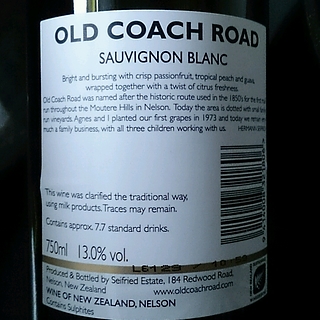 OLD COACH ROAD
SAUVIGNON BLANC
Bright and bursting with crisp passionfruit, tropical peach and guava,
wrapped together with a twist of citrus freshness.
Old Coach Road was named after the historic route used in the 1850's for the first mail
run throughout the Moutere Hills in Nelson. Today the area is dotted with small family
run vineyards. Agnes and I planted our first grapes in 1973 and today we remain very
much a family business, with all three children working with us.
"This wine was clarified the traditional way,
using milk products. Traces may remain.
Contains approx. 7.7 standard drinks.
750ml 13.0% vol.
Produced & Bottled by Seifried Estate, 184 Redwood Road,
Nelson, New Zealand
www.oldcoachroad.com
WINE OF NEW ZEALAND, NELSON
Contains Sulphites